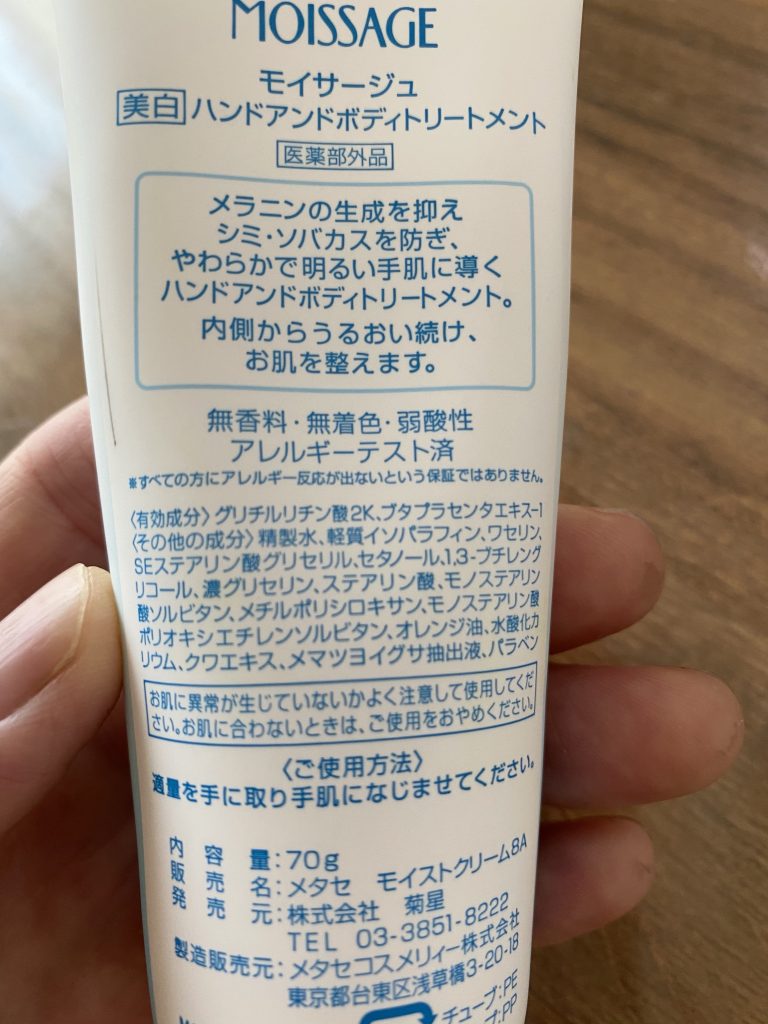 MOISSAGE
モイサージュ
美白 ハンドアンドボディトリートメント
医薬部外品
メラニンの生成を抑え
シミ・ソバカスを防ぎ、
やわらかで明るい手肌に導く
ハンドアンドボディトリートメント。
内側からうるおい続け、
お肌を整えます。
無香料・無着色・弱酸性
アレルギーテスト済
※すべての方にアレルギー反応が出ないという保証ではありません。
〈有効成分〉グリチルリチン酸2K、ブタプラセンタエキス-1
〈その他の成分〉精製水、軽質イソパラフィン、ワセリン、
SEステアリン酸グリセリル、セタノール、1,3-ブチレング
リコール、濃グリセリン、ステアリン酸、モノステアリン
酸ソルビタン、メチルポリシロキサン、モノステアリン酸
ポリオキシエチレンソルビタン、オレンジ油、水酸化カ
リウム、クワエキス、メマツヨイグサ抽出液、パラベン
お肌に異常が生じていないかよく注意して使用してくだ
さい。お肌に合わないときは、ご使用をおやめください。
〈ご使用方法〉
適量を手に取り手肌になじませてください。
内容量：70g
販売名：メタセ モイストクリーム8A
発売元：株式会社 菊星
TEL 03-3851-8222
製造販売元：メタセコスメリィー株式会社
東京都台東区浅草橋3-20-18
チューブ：PE
プ：PP